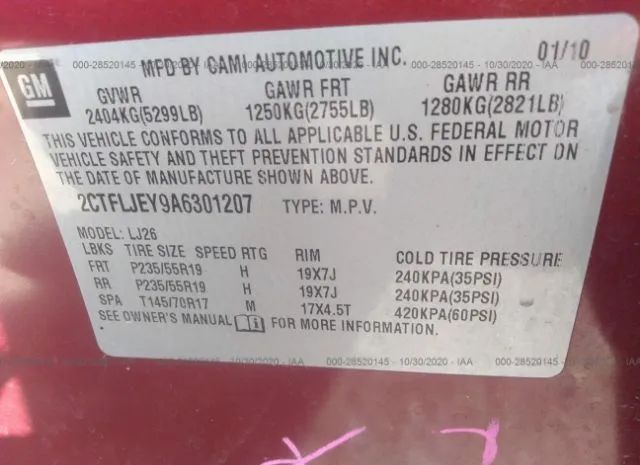 GM
MFD BY CAMI AUTOMOTIVE INC. 01/10
GVWR GAWR FRT GAWR RR
2404KG(5299LB) 1250KG(2755LB) 1280KG(2821LB)
THIS VEHICLE CONFORMS TO ALL APPLICABLE U.S. FEDERAL MOTOR
VEHICLE SAFETY AND THEFT PREVENTION STANDARDS IN EFFECT ON
THE DATE OF MANUFACTURE SHOWN ABOVE.
2CTFLJEY9A6301207 TYPE: M.P.V.
MODEL: LJ26
LBKS TIRE SIZE SPEED RTG RIM COLD TIRE PRESSURE
FRT P235/55R19 H 19X7J 240KPA(35PSI)
RR P235/55R19 H 19X7J 240KPA(35PSI)
SPA T145/70R17 M 17X4.5T 420KPA(60PSI)
SEE OWNER'S MANUAL FOR MORE INFORMATION.
000-28520145 - 10/30/2020 - IAA
000-28520145 - 10/30/2020 - IAA